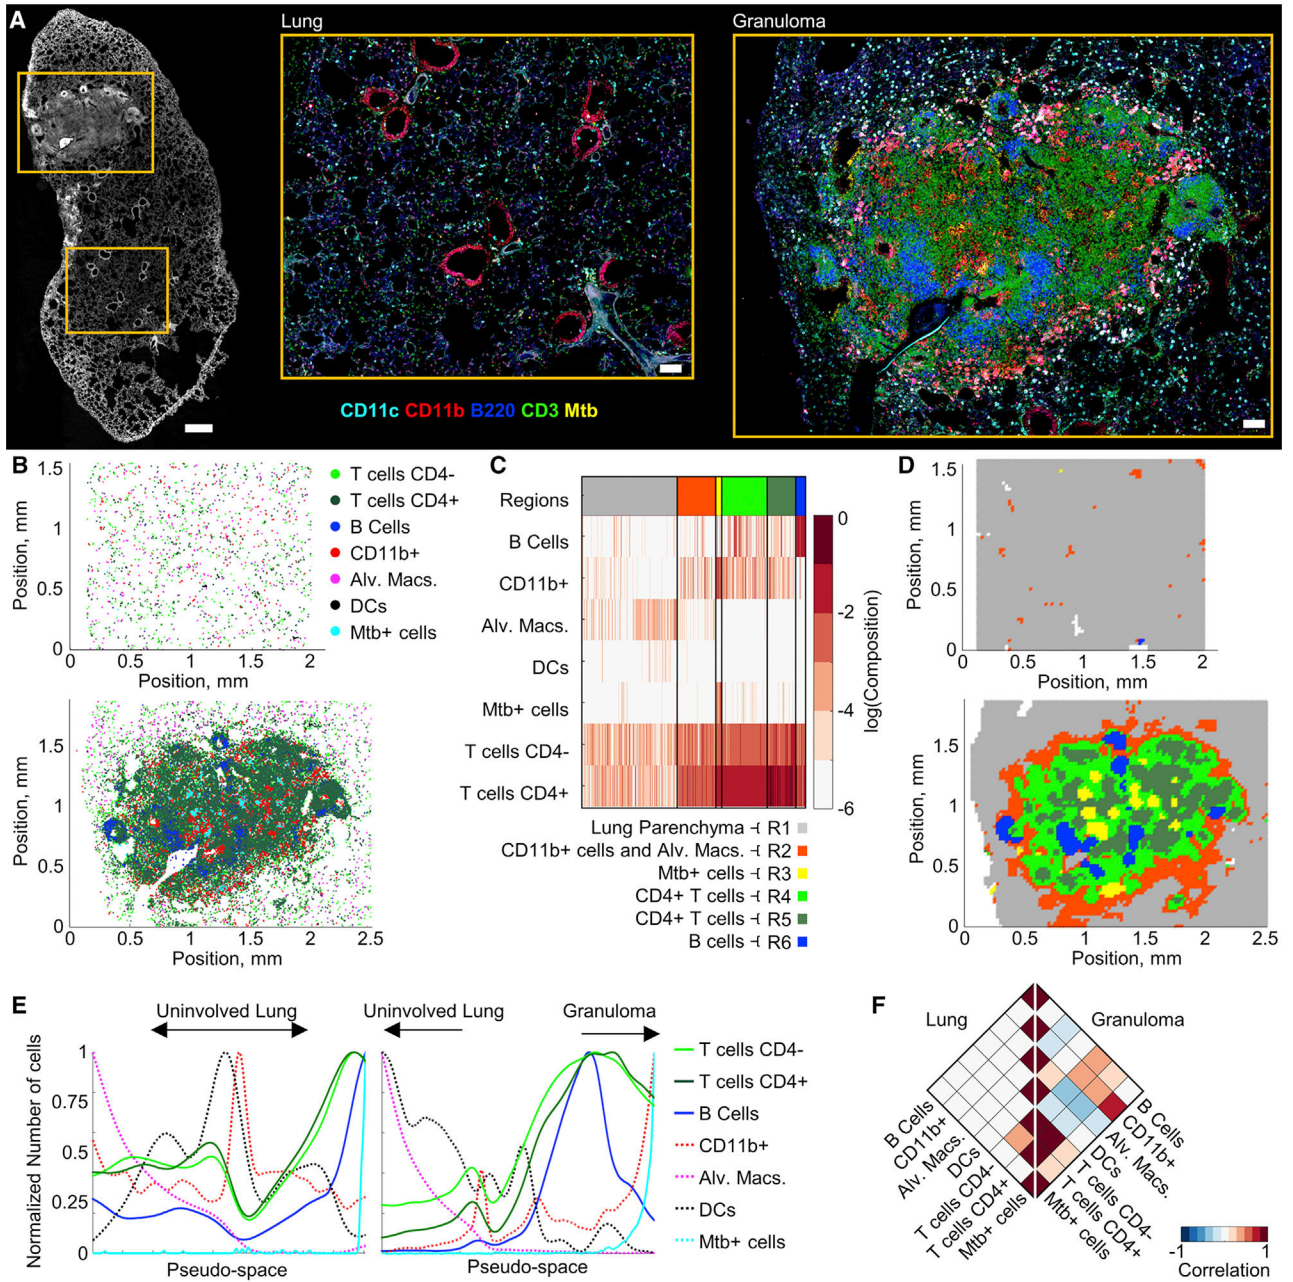 A
Lung
Granuloma
CD11c CD11b B220 CD3 Mtb
B
Position, mm
1.5
1
0.5
0
0 0.5 1 1.5 2
Position, mm
T cells CD4-
T cells CD4+
B Cells
CD11b+
Alv. Macs.
DCs
Mtb+ cells
Position, mm
1.5
1
0.5
0
0 0.5 1 1.5 2 2.5
Position, mm
C
Regions
B Cells
CD11b+
Alv. Macs.
DCs
Mtb+ cells
T cells CD4-
T cells CD4+
0
-2
-4
-6
log(Composition)
Lung Parenchyma -{ R1
CD11b+ cells and Alv. Macs. -{ R2
Mtb+ cells -{ R3
CD4+ T cells -{ R4
CD4+ T cells -{ R5
B cells -{ R6
D
Position, mm
1.5
1
0.5
0
0 0.5 1 1.5 2
Position, mm
Position, mm
1.5
1
0.5
0
0 0.5 1 1.5 2 2.5
Position, mm
E
Uninvolved Lung
Uninvolved Lung
Granuloma
Normalized Number of cells
1
0.75
0.5
0.25
0
Pseudo-space
Pseudo-space
T cells CD4-
T cells CD4+
B Cells
CD11b+
Alv. Macs.
DCs
Mtb+ cells
F
Lung
Granuloma
B Cells
CD11b+
Alv. Macs.
DCs
T cells CD4-
T cells CD4+
Mtb+ cells
B Cells
CD11b+
Alv. Macs.
DCs
T cells CD4-
T cells CD4+
Mtb+ cells
-1 1
Correlation